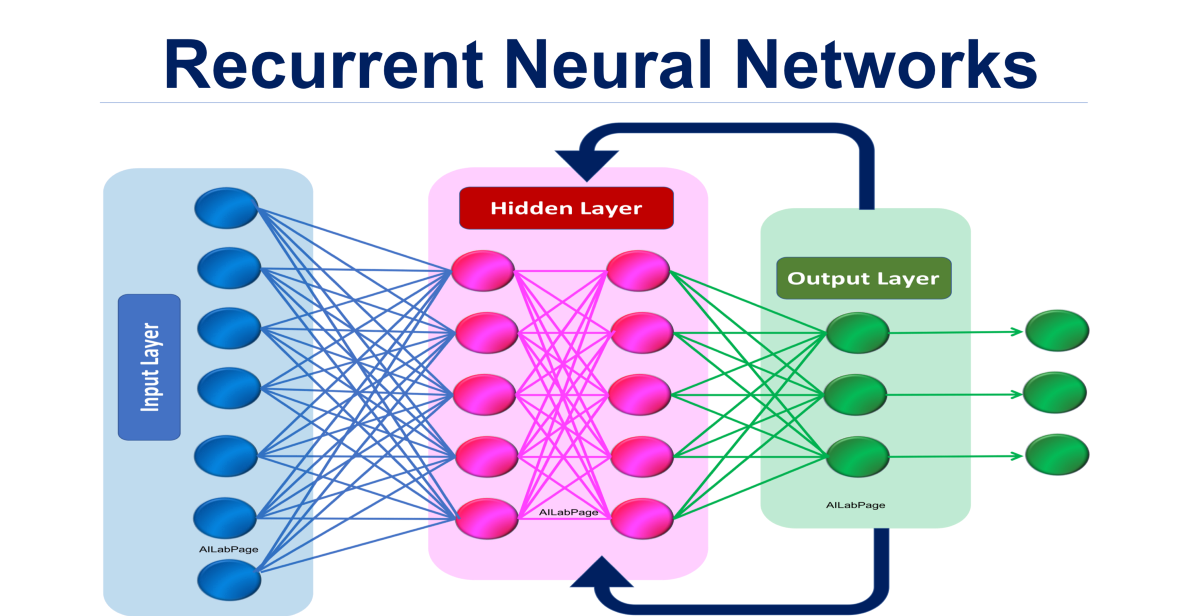 Recurrent Neural Networks
Input Layer
AILabPage
Hidden Layer
AILabPage
Output Layer
AILabPage